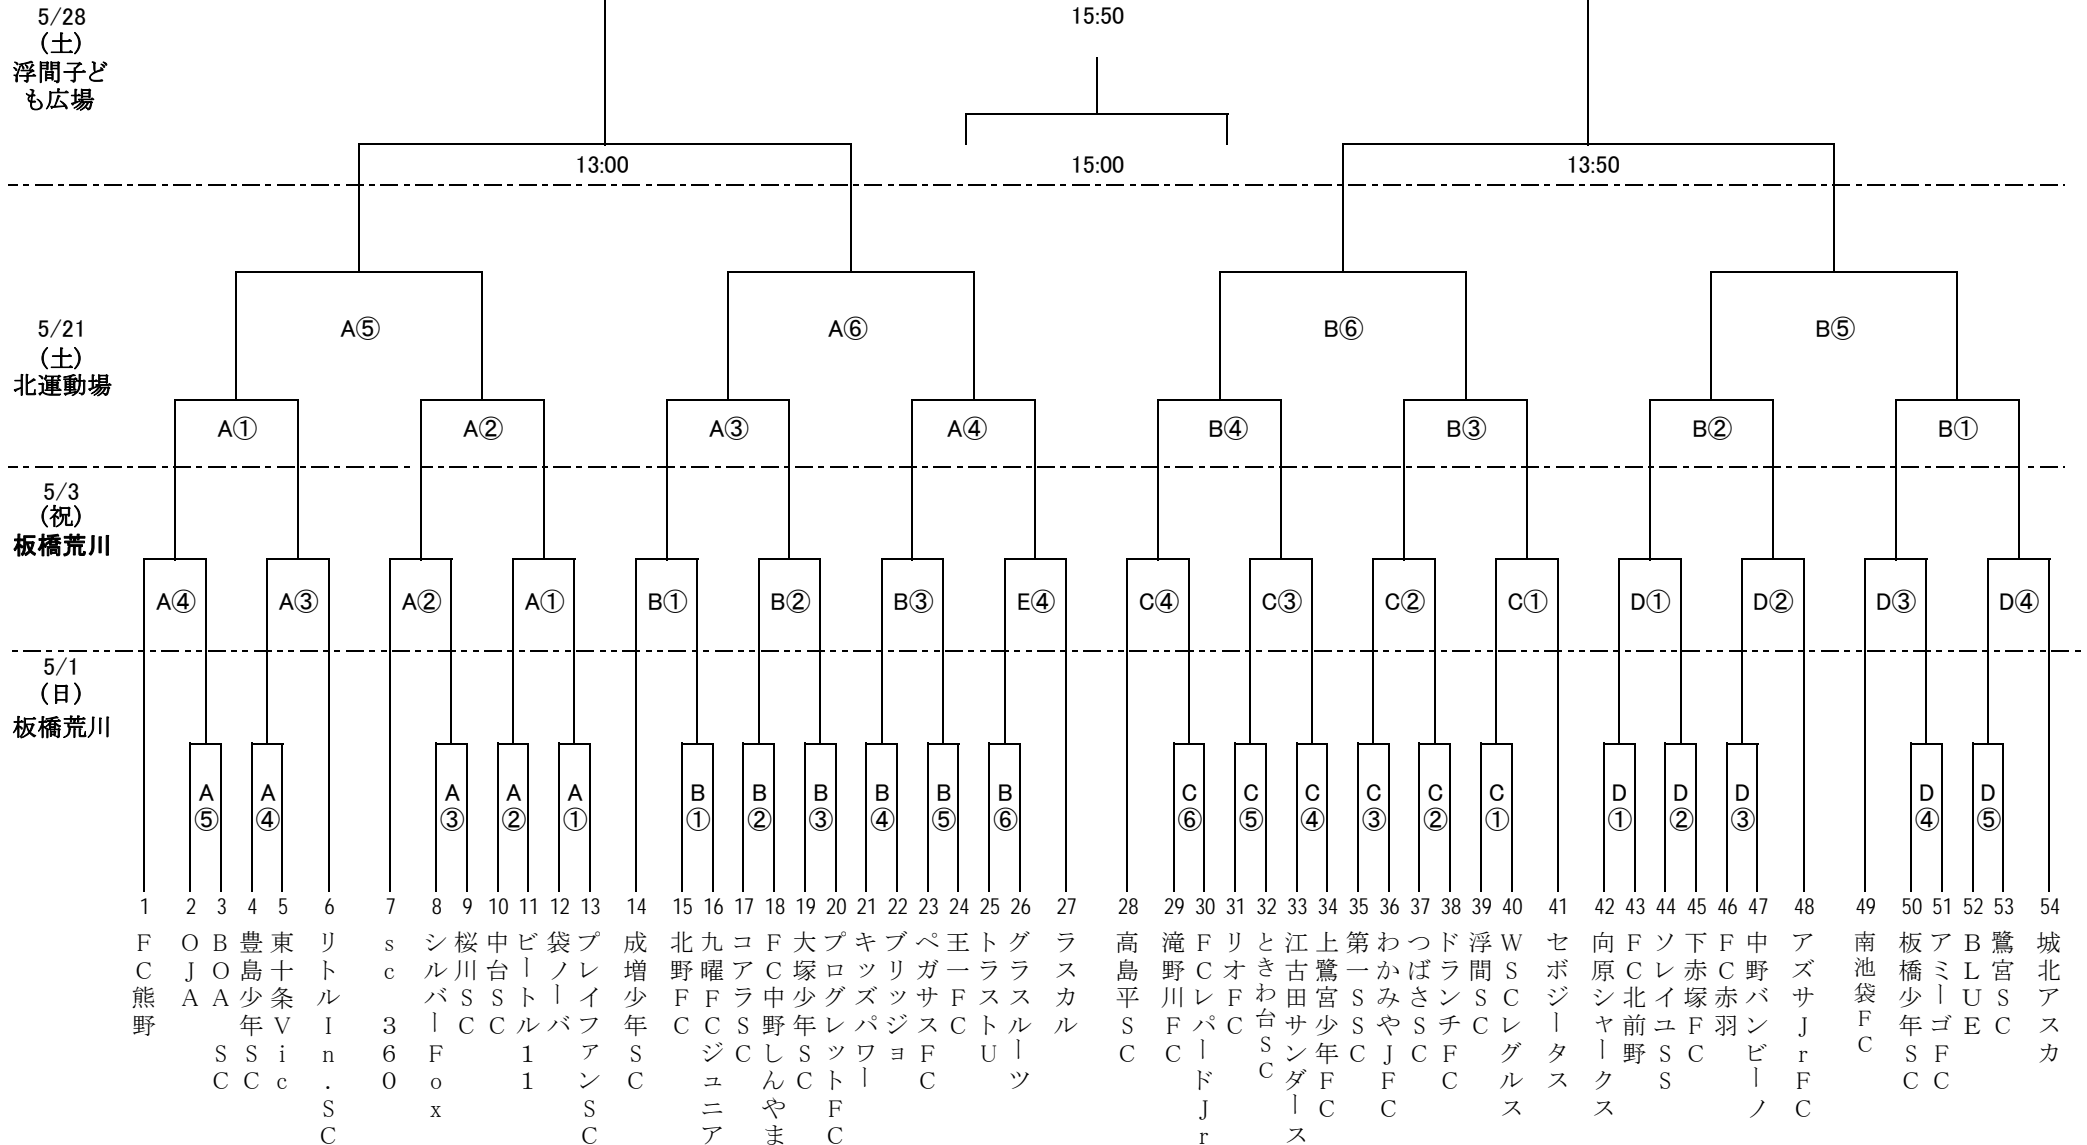 5/28
（土）
浮間子ど
も広場
15:50
13:00
15:00
13:50
5/21
（土）
北運動場
A⑤
A⑥
B⑥
B⑤
A①
A②
A③
A④
B④
B③
B②
B①
5/3
（祝）
板橋荒川
A④
A③
A②
A①
B①
B②
B③
E④
C④
C③
C②
C①
D①
D②
D③
D④
5/1
（日）
板橋荒川
A⑤
A④
A③
A②
A①
B①
B②
B③
B④
B⑤
B⑥
C⑥
C⑤
C④
C③
C②
C①
D①
D②
D③
D④
D⑤
1 FC熊野
2 OJA
3 BOA SC
4 豊島少年SC
5 東十条Vic
6 リトルIn.SC
7 sc 360
8 シルバーFox
9 桜川SC
10 中台SC
11 ビートル11
12 袋ノーバ
13 プレイファンSC
14 成増少年SC
15 北野FC
16 九曜FCジュニア
17 コアラSC
18 FC中野しんやま
19 大塚少年SC
20 プログレットFC
21 キッズパワー
22 ブリッジョ
23 ペガサスFC
24 王一FC
25 トラストU
26 グラスルーツ
27 ラスカル
28 高島平SC
29 滝野川FC
30 FCレパードJr
31 リオFC
32 ときわ台SC
33 江古田サンダース
34 上鷺宮少年FC
35 第一SSC
36 わかみやJFC
37 つばさSC
38 ドランチFC
39 浮間SC
40 WSCレグルス
41 セボジータス
42 向原シャークス
43 FC北前野
44 ソレイユSS
45 下赤塚FC
46 FC赤羽
47 中野バンビーノ
48 アズサJrFC
49 南池袋FC
50 板橋少年SC
51 アミーゴFC
52 BLUE
53 鷺宮SC
54 城北アスカ